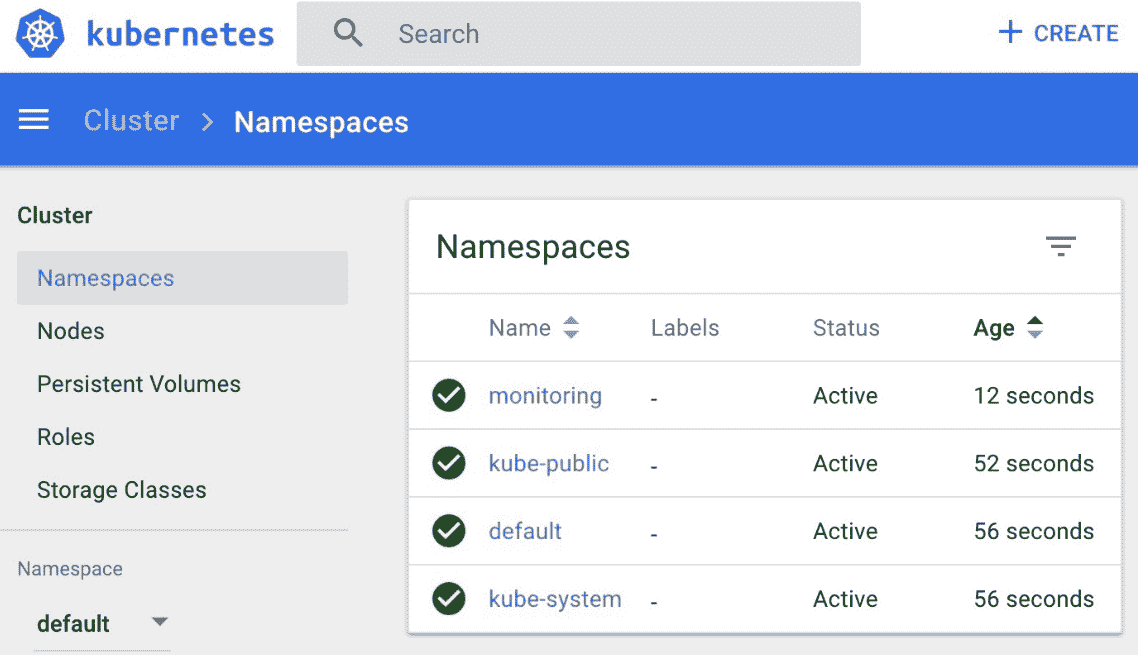 kubernetes
Search
+ CREATE
Cluster > Namespaces
Cluster
Namespaces
Nodes
Persistent Volumes
Roles
Storage Classes
Namespace
default
Namespaces
Name Labels Status Age
monitoring - Active 12 seconds
kube-public - Active 52 seconds
default - Active 56 seconds
kube-system - Active 56 seconds